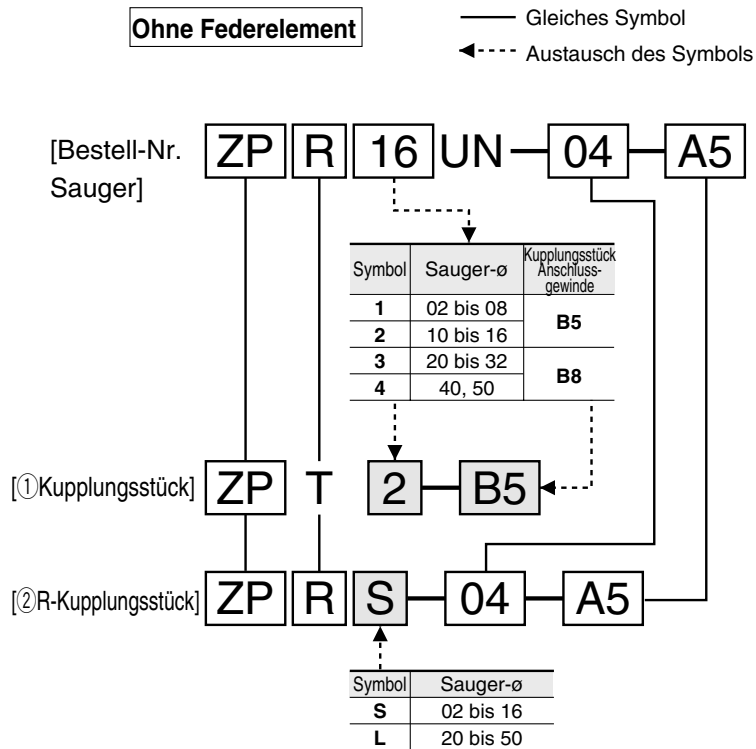 Ohne Federelement
Gleiches Symbol
Austausch des Symbols
[Bestell-Nr. Sauger] ZP R 16 UN 04 A5
Symbol Sauger-ø Kupplungsstück Anschluss-gewinde
1 02 bis 08 B5
2 10 bis 16
3 20 bis 32 B8
4 40, 50
[①Kupplungsstück] ZP T 2 B5
[②R-Kupplungsstück] ZP R S 04 A5
Symbol Sauger-ø
S 02 bis 16
L 20 bis 50